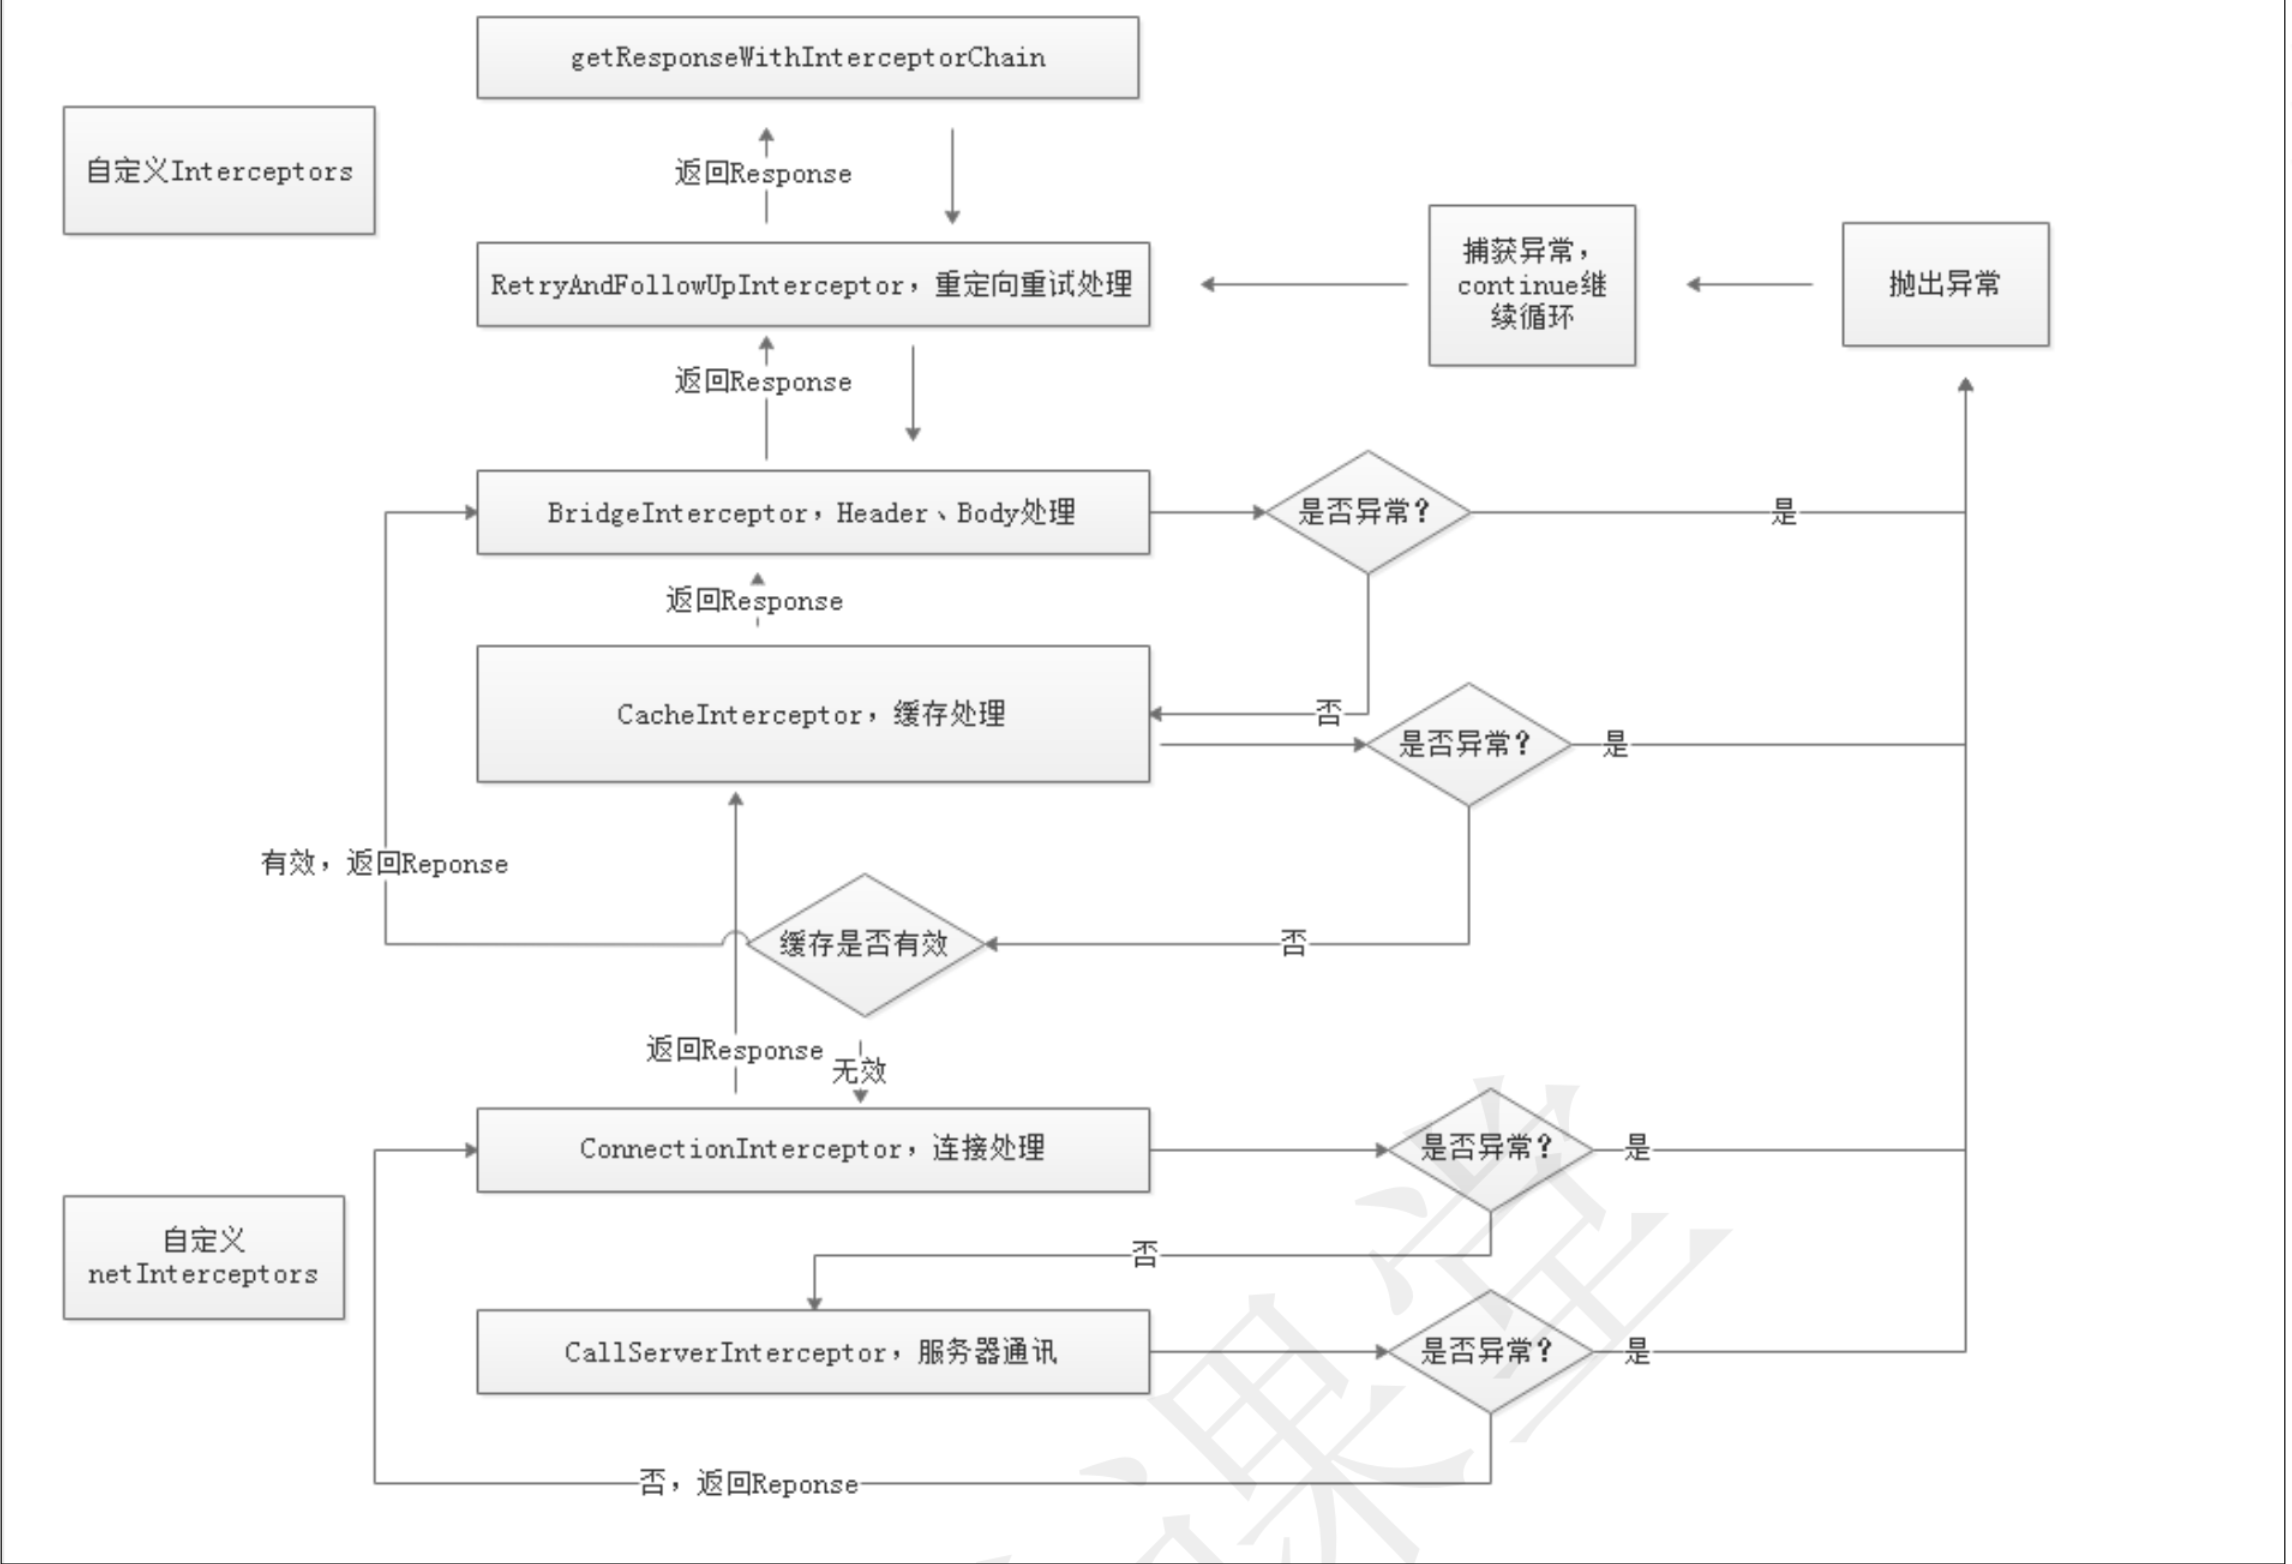 getResponseWithInterceptorChain
自定义Interceptors
返回Response
RetryAndFollowUpInterceptor，重定向重试处理
捕获异常，
continue继
续循环
抛出异常
返回Response
BridgeInterceptor，Header、Body处理
是否异常？
是
返回Response
CacheInterceptor，缓存处理
否
是否异常？
是
有效，返回Reponse
缓存是否有效
否
返回Response
无效
ConnectionInterceptor，连接处理
是否异常？
是
自定义
netInterceptors
否
CallServerInterceptor，服务器通讯
是否异常？
是
否，返回Reponse
课堂